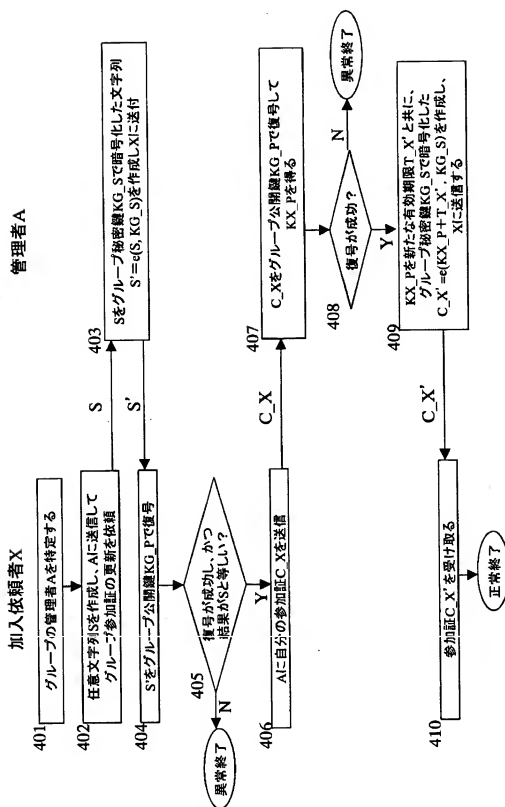 加入依頼者X
管理者A
401
グループの管理者Aを特定する
402
任意文字列Sを作成し、Aに送信して
グループ参加証の更新を依頼
S
403
Sをグループ秘密鍵KG_Sで暗号化した文字列
S'=e(S, KG_S)を作成しXに送付
S'
404
S'をグループ公開鍵KG_Pで復号
405
復号が成功し、かつ
結果がSと等しい?
N
異常終了
Y
406
Aに自分の参加証C_Xを送信
C_X
407
C_Xをグループ公開鍵KG_Pで復号して
KX_Pを得る
408
復号が成功?
N
異常終了
Y
409
KX_Pを新たな有効期限T_X'と共に、
グループ秘密鍵KG_Sで暗号化した
C_X'=e(KX_P+T_X', KG_S)を作成し、
Xに送信する
C_X'
410
参加証C_X'を受け取る
正常終了